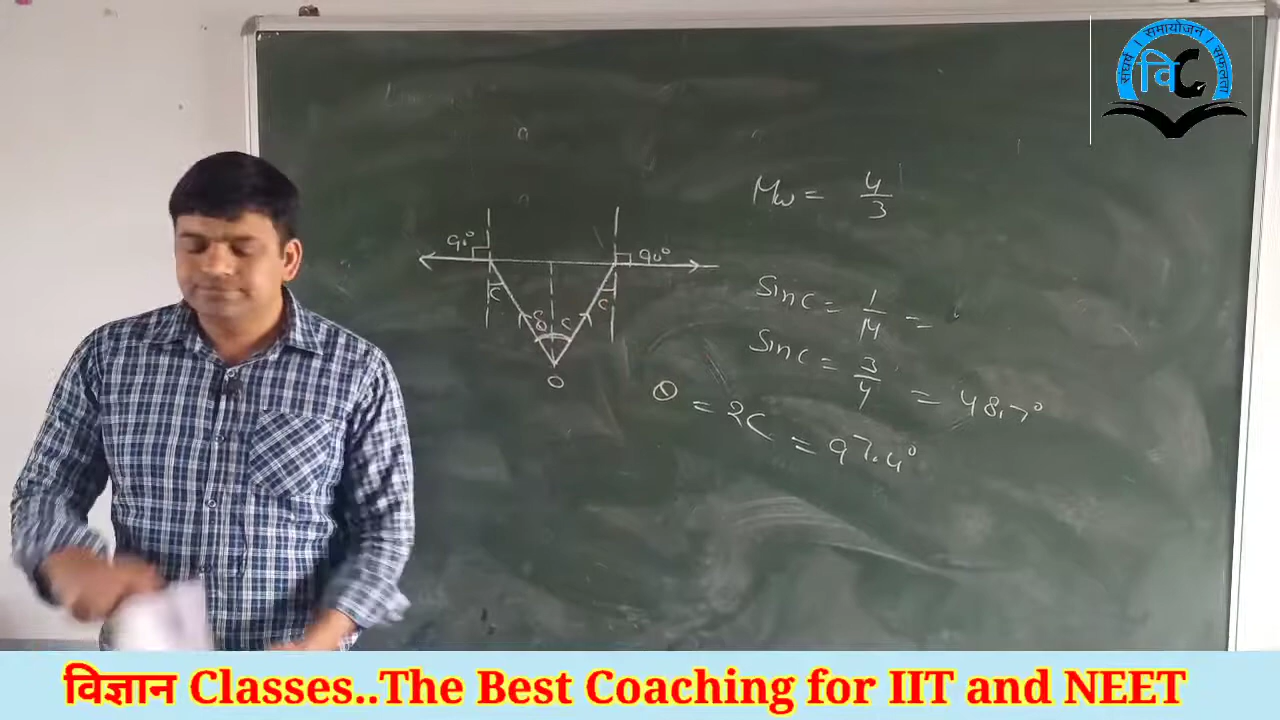 संघर्ष । समायोजन । सफलता
वि C
μw = 4/3
90°
90°
C
C
C
O
Sin C = 1/μ =
Sin C = 3/4 = 48.7°
θ = 2C = 97.4°
विज्ञान Classes..The Best Coaching for IIT and NEET